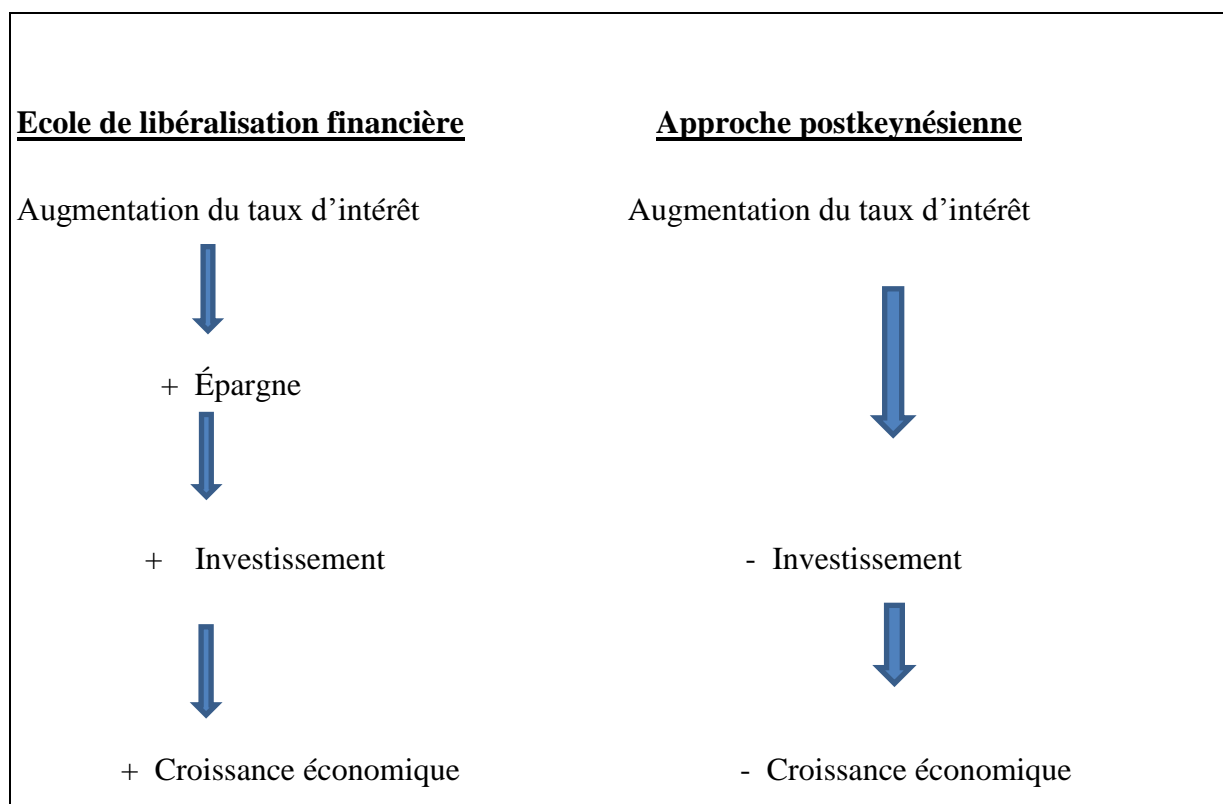 Ecole de libéralisation financière Approche postkeynésienne
Augmentation du taux d’intérêt Augmentation du taux d’intérêt
+ Épargne
+ Investissement - Investissement
+ Croissance économique - Croissance économique